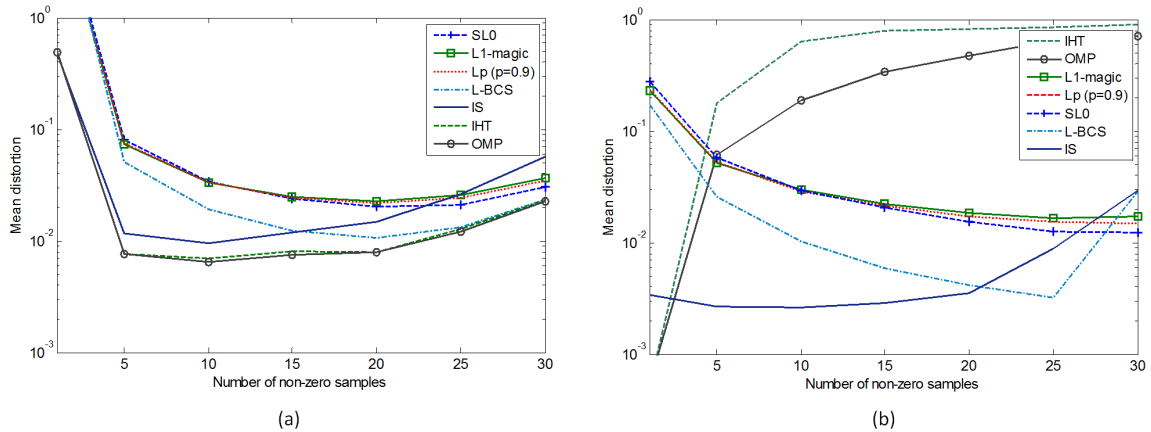 10^0
10^-1
10^-2
10^-3
Mean distortion
5 10 15 20 25 30
Number of non-zero samples
SL0
L1-magic
Lp (p=0.9)
L-BCS
IS
IHT
OMP
(a)
10^0
10^-1
10^-2
10^-3
Mean distortion
5 10 15 20 25 30
Number of non-zero samples
IHT
OMP
L1-magic
Lp (p=0.9)
SL0
L-BCS
IS
(b)